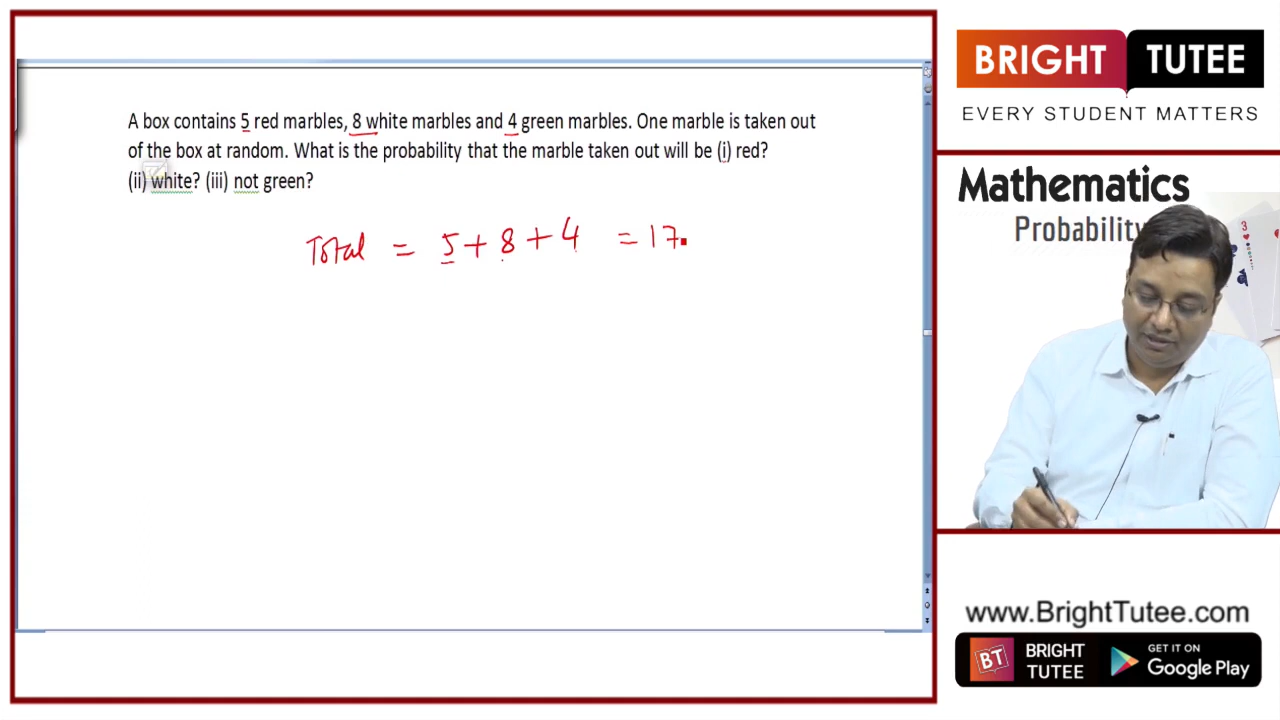 A box contains 5 red marbles, 8 white marbles and 4 green marbles. One marble is taken out
of the box at random. What is the probability that the marble taken out will be (i) red?
(ii) white? (iii) not green?
Total = 5 + 8 + 4 = 17
BRIGHT TUTEE
EVERY STUDENT MATTERS
Mathematics
Probability
3
www.BrightTutee.com
BT
BRIGHT
TUTEE
GET IT ON
Google Play